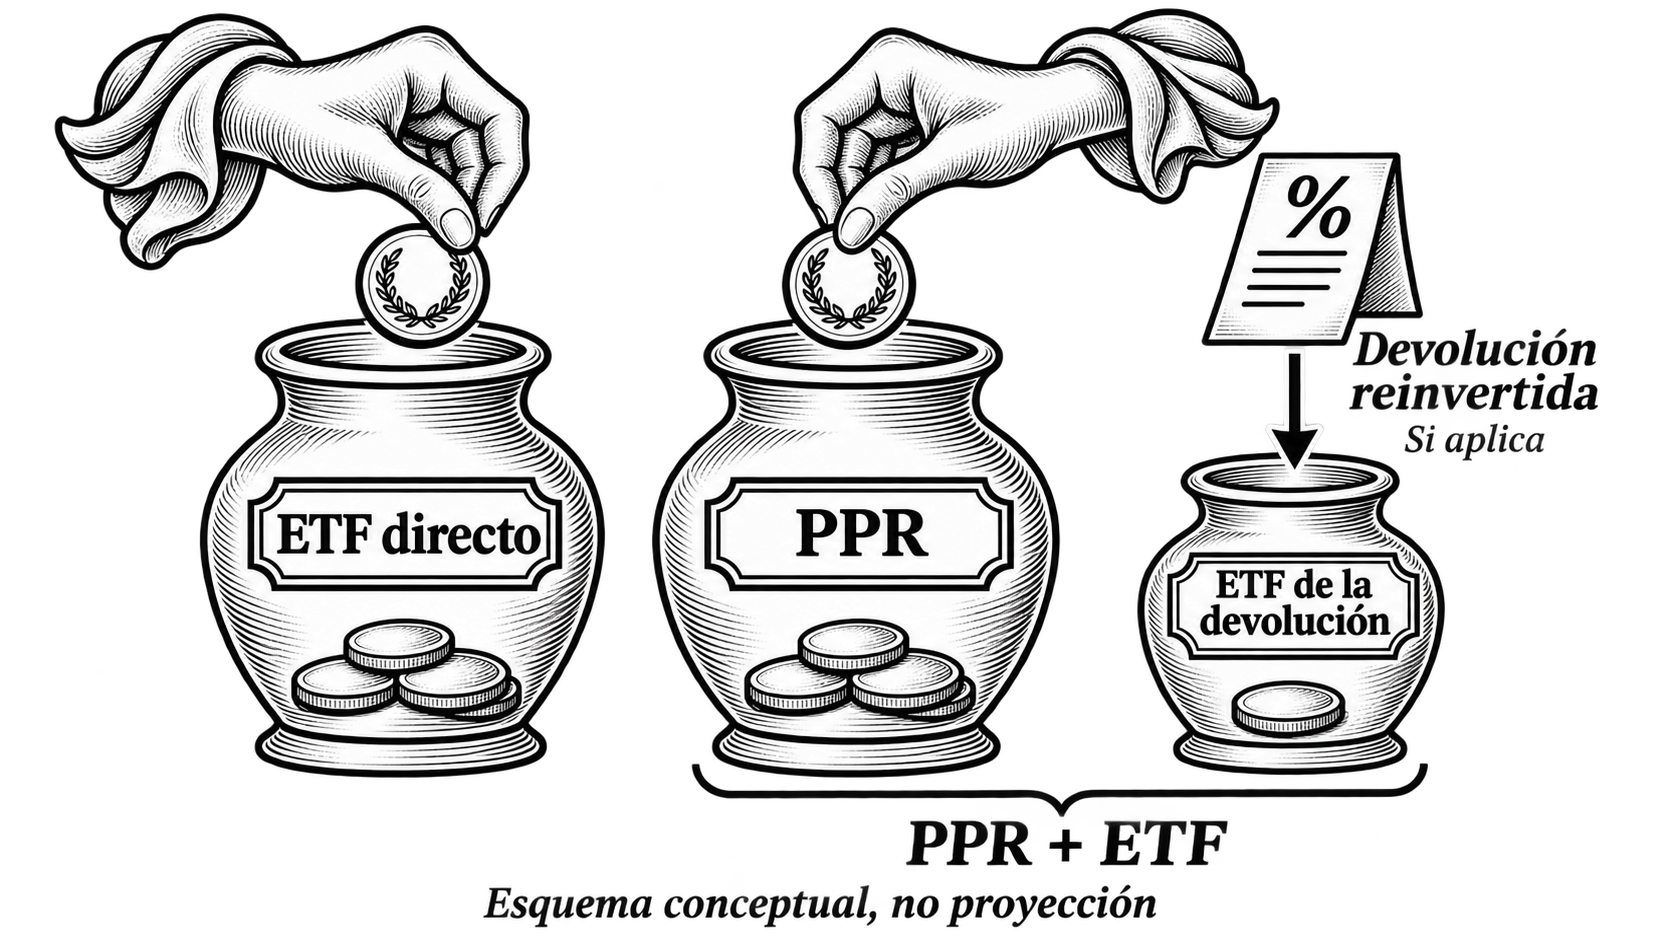 %
Devolución
reinvertida
Si aplica
ETF directo
PPR
ETF de la
devolución
PPR + ETF
Esquema conceptual, no proyección